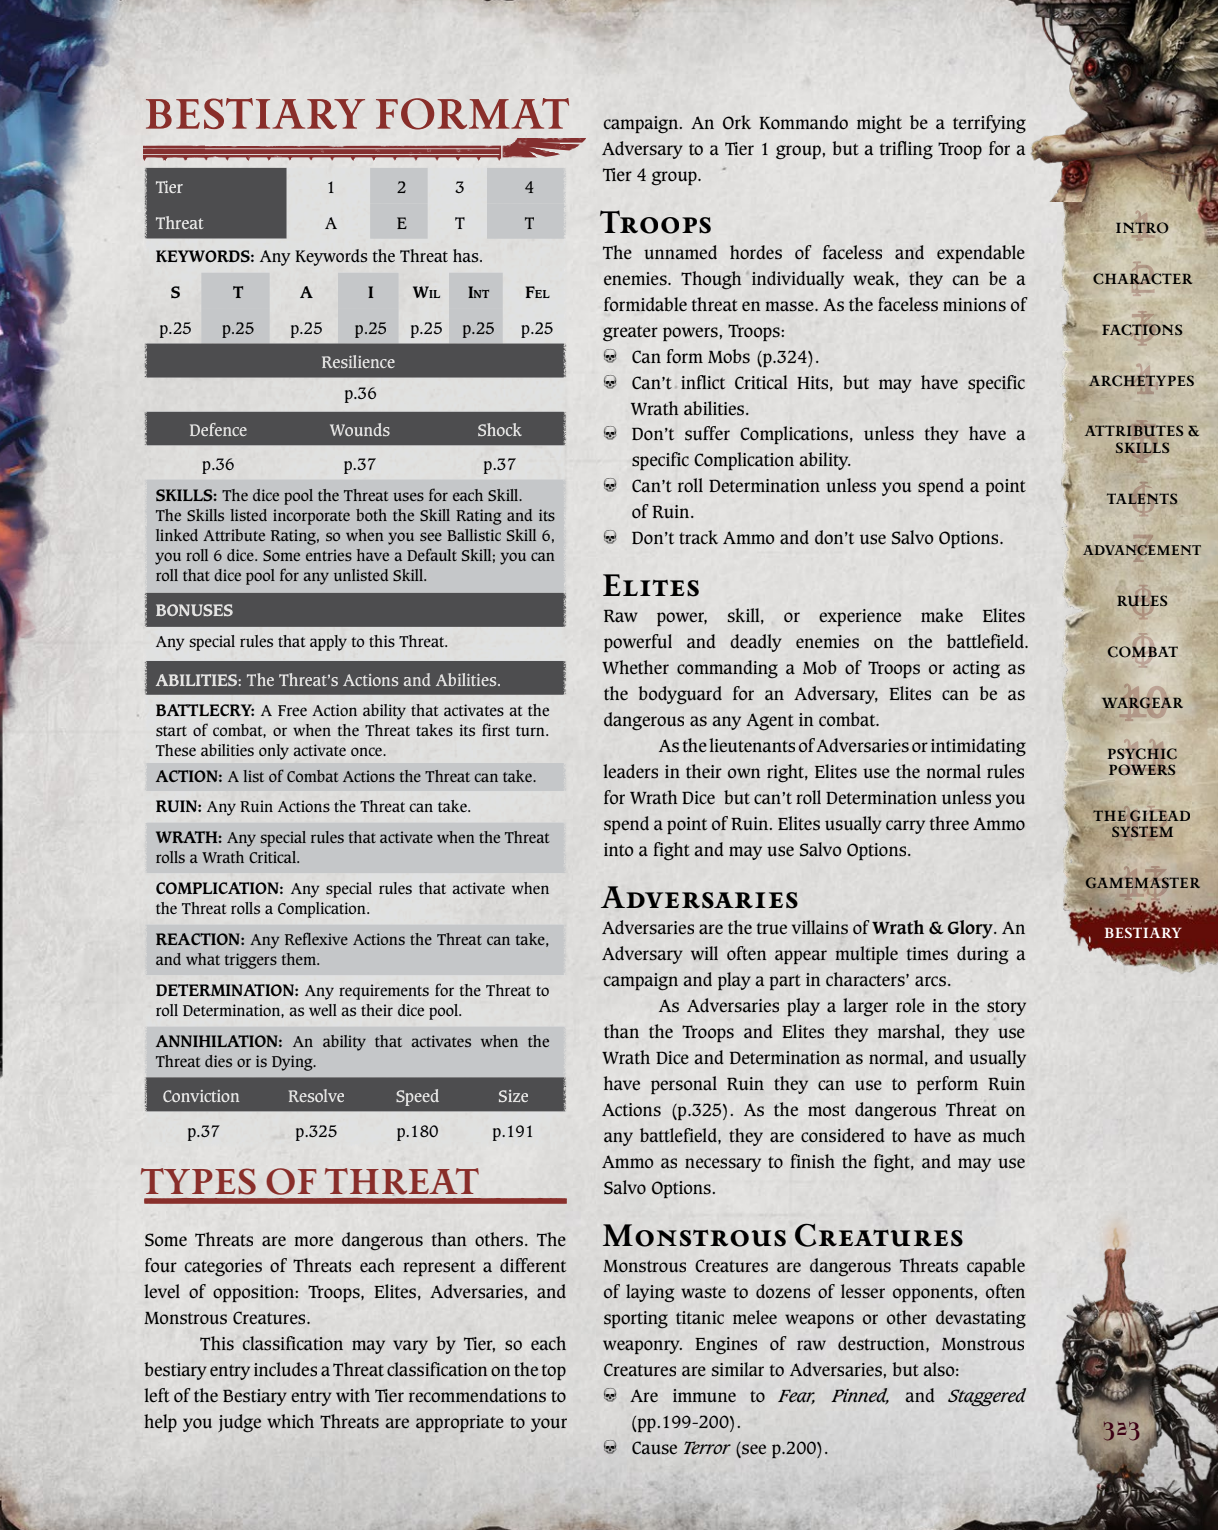 BESTIARY FORMAT
Tier 1 2 3 4
Threat A E T T
KEYWORDS: Any Keywords the Threat has.
S T A I WIL INT FEL
p.25 p.25 p.25 p.25 p.25 p.25 p.25
Resilience
p.36
Defence Wounds Shock
p.36 p.37 p.37
SKILLS: The dice pool the Threat uses for each Skill.
The Skills listed incorporate both the Skill Rating and its
linked Attribute Rating, so when you see Ballistic Skill 6,
you roll 6 dice. Some entries have a Default Skill; you can
roll that dice pool for any unlisted Skill.
BONUSES
Any special rules that apply to this Threat.
ABILITIES: The Threat's Actions and Abilities.
BATTLECRY: A Free Action ability that activates at the
start of combat, or when the Threat takes its first turn.
These abilities only activate once.
ACTION: A list of Combat Actions the Threat can take.
RUIN: Any Ruin Actions the Threat can take.
WRATH: Any special rules that activate when the Threat
rolls a Wrath Critical.
COMPLICATION: Any special rules that activate when
the Threat rolls a Complication.
REACTION: Any Reflexive Actions the Threat can take,
and what triggers them.
DETERMINATION: Any requirements for the Threat to
roll Determination, as well as their dice pool.
ANNIHILATION: An ability that activates when the
Threat dies or is Dying.
Conviction Resolve Speed Size
p.37 p.325 p.180 p.191
TYPES OF THREAT
Some Threats are more dangerous than others. The
four categories of Threats each represent a different
level of opposition: Troops, Elites, Adversaries, and
Monstrous Creatures.
This classification may vary by Tier, so each
bestiary entry includes a Threat classification on the top
left of the Bestiary entry with Tier recommendations to
help you judge which Threats are appropriate to your
campaign. An Ork Kommando might be a terrifying
Adversary to a Tier 1 group, but a trifling Troop for a
Tier 4 group.
TROOPS
The unnamed hordes of faceless and expendable
enemies. Though individually weak, they can be a
formidable threat en masse. As the faceless minions of
greater powers, Troops:
Can form Mobs (p.324).
Can't inflict Critical Hits, but may have specific
Wrath abilities.
Don't suffer Complications, unless they have a
specific Complication ability.
Can't roll Determination unless you spend a point
of Ruin.
Don't track Ammo and don't use Salvo Options.
ELITES
Raw power, skill, or experience make Elites
powerful and deadly enemies on the battlefield.
Whether commanding a Mob of Troops or acting as
the bodyguard for an Adversary, Elites can be as
dangerous as any Agent in combat.
As the lieutenants of Adversaries or intimidating
leaders in their own right, Elites use the normal rules
for Wrath Dice but can't roll Determination unless you
spend a point of Ruin. Elites usually carry three Ammo
into a fight and may use Salvo Options.
ADVERSARIES
Adversaries are the true villains of Wrath & Glory. An
Adversary will often appear multiple times during a
campaign and play a part in characters' arcs.
As Adversaries play a larger role in the story
than the Troops and Elites they marshal, they use
Wrath Dice and Determination as normal, and usually
have personal Ruin they can use to perform Ruin
Actions (p.325). As the most dangerous Threat on
any battlefield, they are considered to have as much
Ammo as necessary to finish the fight, and may use
Salvo Options.
MONSTROUS CREATURES
Monstrous Creatures are dangerous Threats capable
of laying waste to dozens of lesser opponents, often
sporting titanic melee weapons or other devastating
weaponry. Engines of raw destruction, Monstrous
Creatures are similar to Adversaries, but also:
Are immune to Fear, Pinned, and Staggered
(pp.199-200).
Cause Terror (see p.200).
INTRO
CHARACTER
FACTIONS
ARCHETYPES
ATTRIBUTES &
SKILLS
TALENTS
ADVANCEMENT
RULES
COMBAT
WARGEAR
PSYCHIC
POWERS
THE GILEAD
SYSTEM
GAMEMASTER
BESTIARY
323